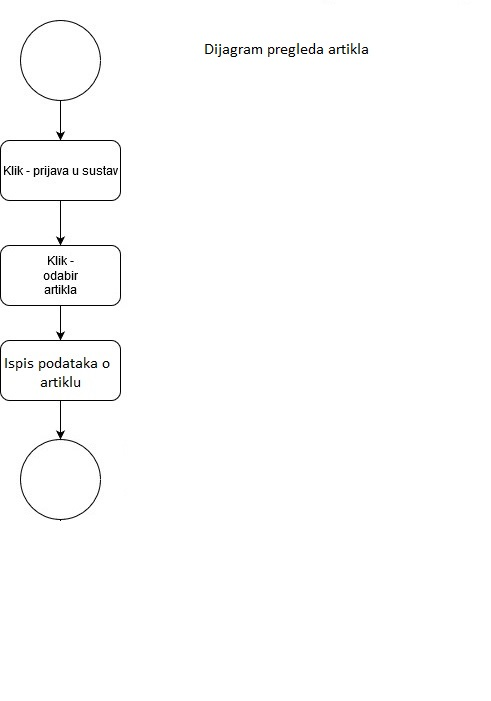 Dijagram pregleda artikla
Klik - prijava u sustav
Klik -
odabir
artikla
Ispis podataka o
artiklu